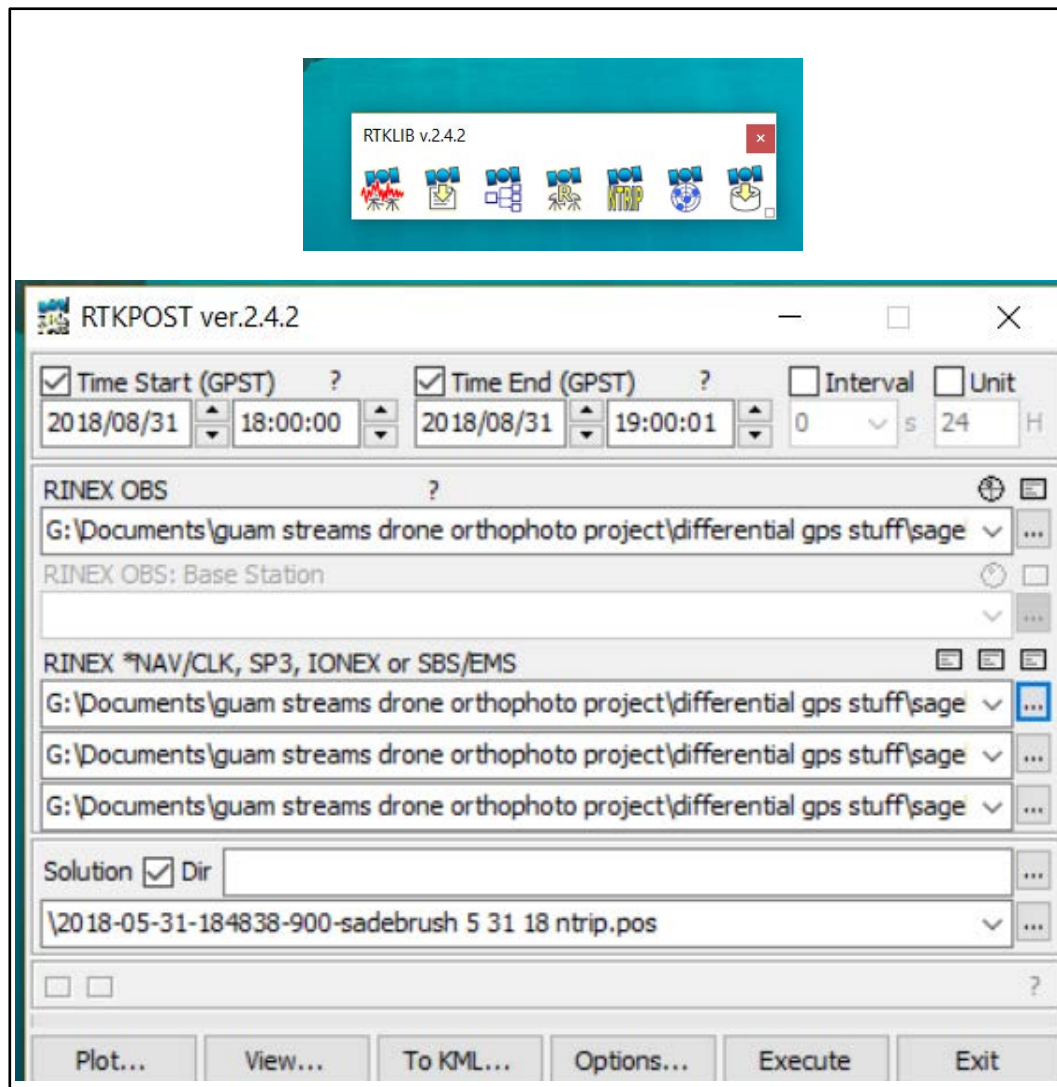 RTKLIB v.2.4.2
NTRIP
RTKPOST ver.2.4.2
Time Start (GPST) ? Time End (GPST) ? Interval Unit
2018/08/31 18:00:00 2018/08/31 19:00:01 0 s 24 H
RINEX OBS ?
G:\Documents\guam streams drone orthophoto project\differential gps stuff\sage ...
RINEX OBS: Base Station
...
RINEX *NAV/CLK, SP3, IONEX or SBS/EMS
G:\Documents\guam streams drone orthophoto project\differential gps stuff\sage ...
G:\Documents\guam streams drone orthophoto project\differential gps stuff\sage ...
G:\Documents\guam streams drone orthophoto project\differential gps stuff\sage ...
Solution Dir ...
\2018-05-31-184838-900-sadebrush 5 31 18 ntrip.pos ...
?
Plot... View... To KML... Options... Execute Exit